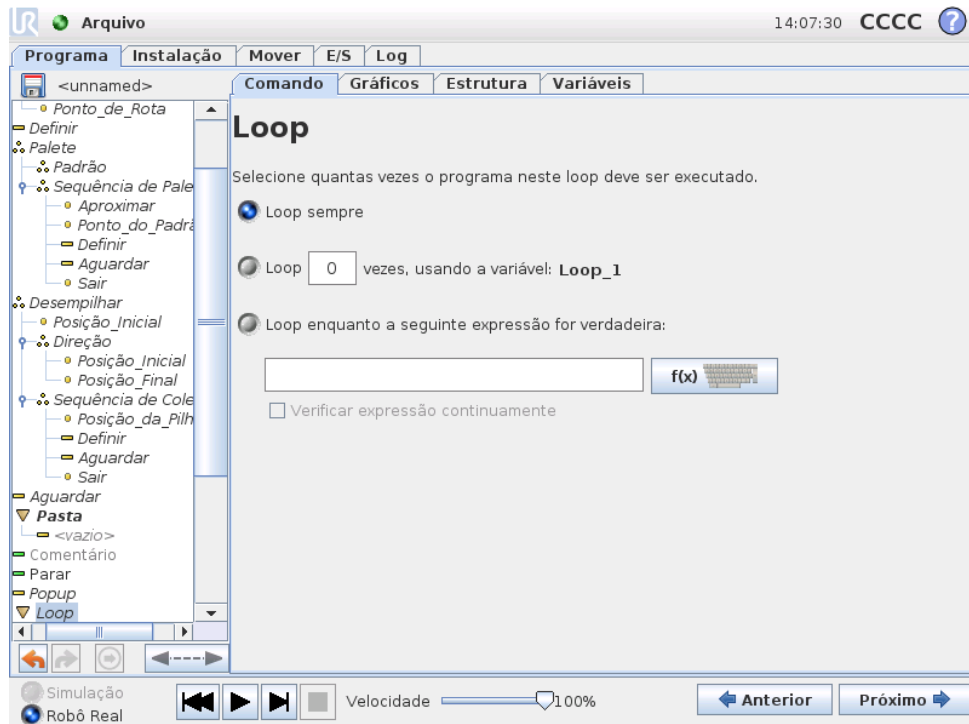 UR Arquivo 14:07:30 CCCC ?
Programa Instalação Mover E/S Log
<unnamed>
Comando Gráficos Estrutura Variáveis
Ponto_de_Rota
Definir
Palete
Padrão
Sequência de Pale
Aproximar
Ponto_do_Padrã
Definir
Aguardar
Sair
Desempilhar
Posição_Inicial
Direção
Posição_Inicial
Posição_Final
Sequência de Cole
Posição_da_Pilh
Definir
Aguardar
Sair
Aguardar
Pasta
<vazio>
Comentário
Parar
Popup
Loop
Loop
Selecione quantas vezes o programa neste loop deve ser executado.
Loop sempre
Loop 0 vezes, usando a variável: Loop_1
Loop enquanto a seguinte expressão for verdadeira:
f(x)
Verificar expressão continuamente
Simulação
Robô Real
Velocidade 100%
Anterior Próximo